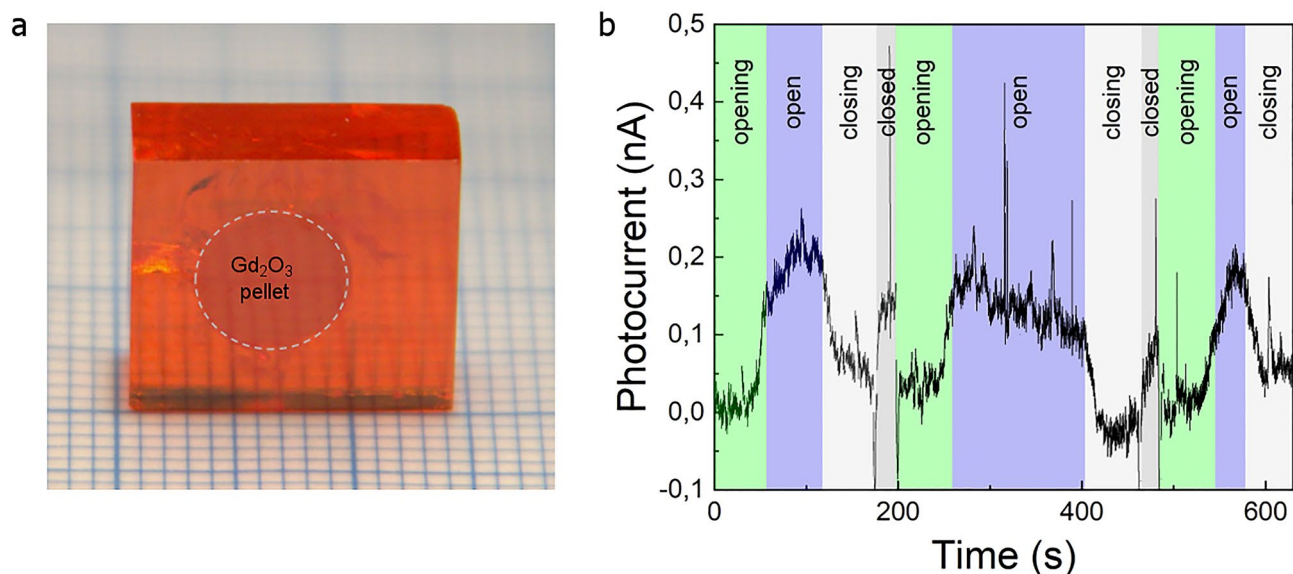 a
Gd₂O₃
pellet
b
Photocurrent (nA)
0,5
0,4
0,3
0,2
0,1
0,0
-0,1
opening
open
closing
closed
opening
open
closing
closed
opening
open
closing
0
200
400
600
Time (s)